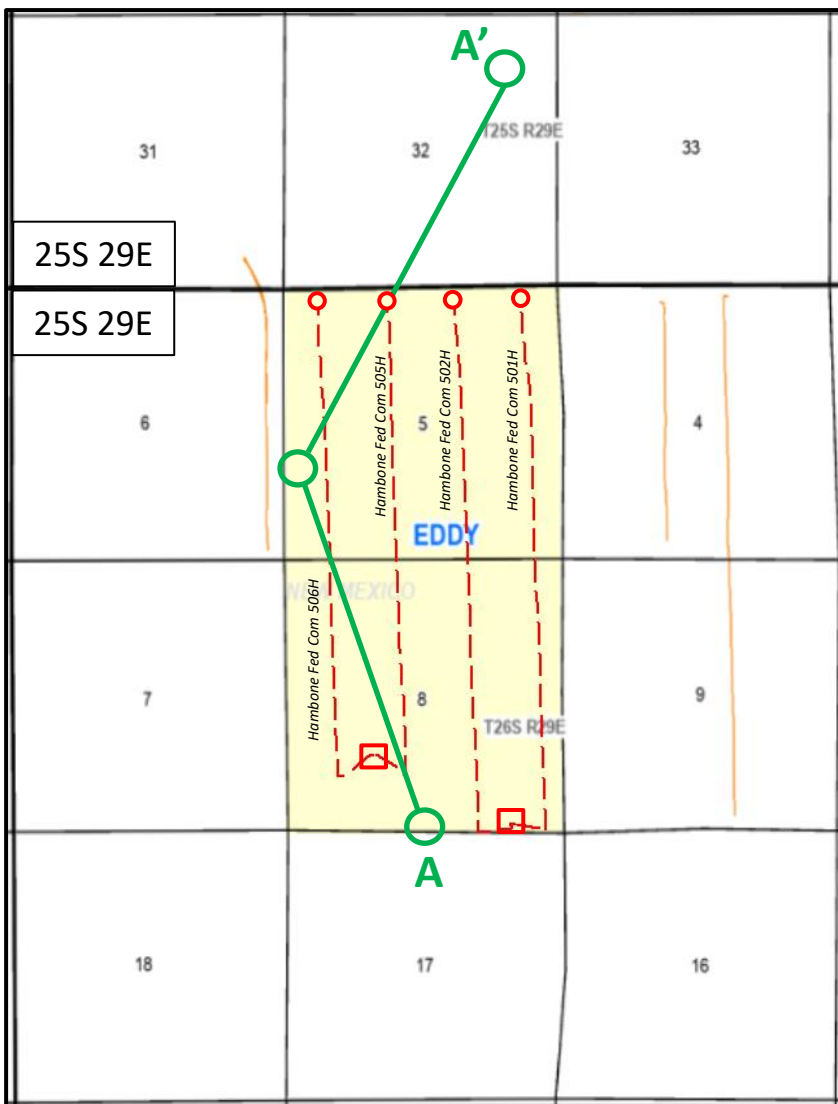 A’
T25S R29E
31
32
33
25S 29E
25S 29E
6
5
4
Hambone Fed Com 505H
Hambone Fed Com 502H
Hambone Fed Com 501H
EDDY
NEW MEXICO
Hambone Fed Com 506H
7
8
9
T26S R29E
A
18
17
16